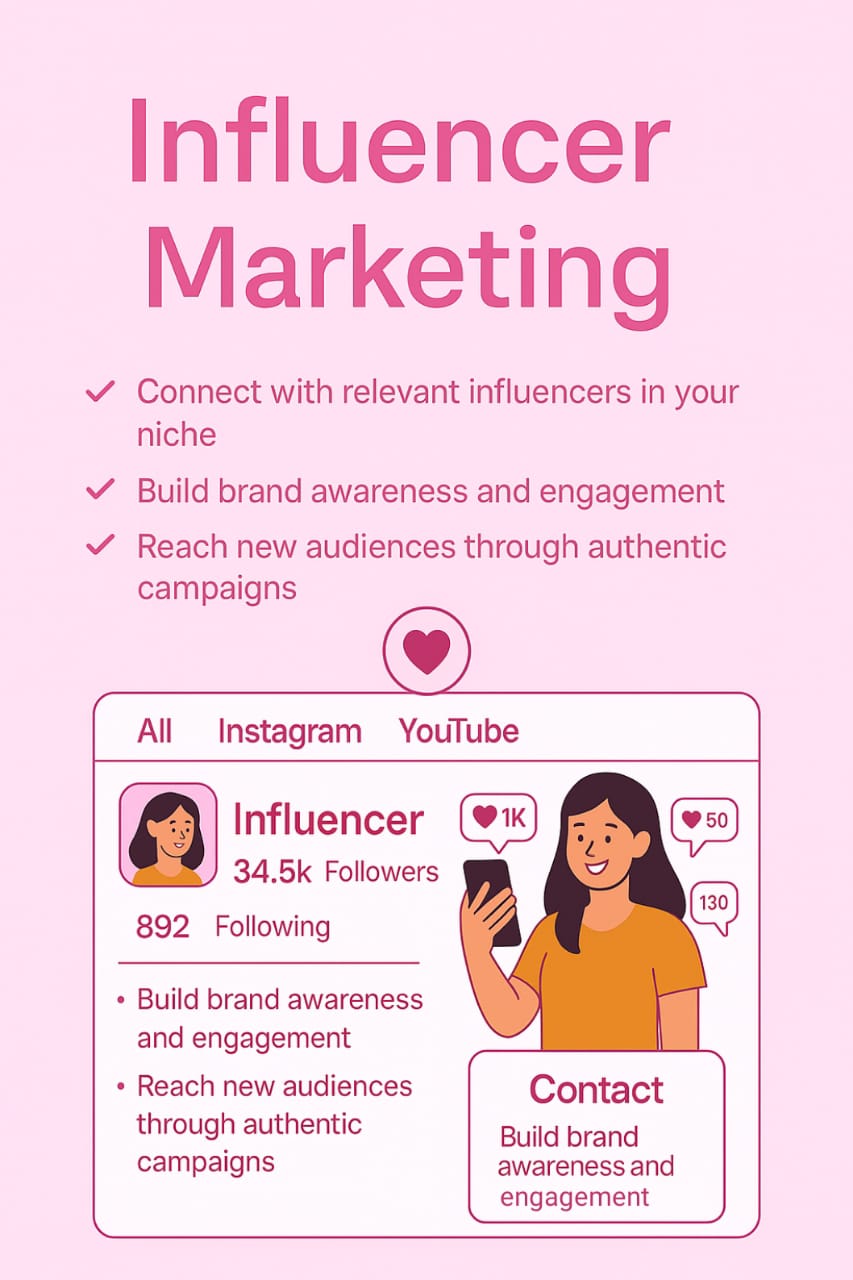 Influencer
Marketing
Connect with relevant influencers in your
niche
Build brand awareness and engagement
Reach new audiences through authentic
campaigns
All Instagram YouTube
Influencer
34.5k Followers
892 Following
• Build brand awareness
and engagement
• Reach new audiences
through authentic
campaigns
1K
50
130
Contact
Build brand
awareness and
engagement